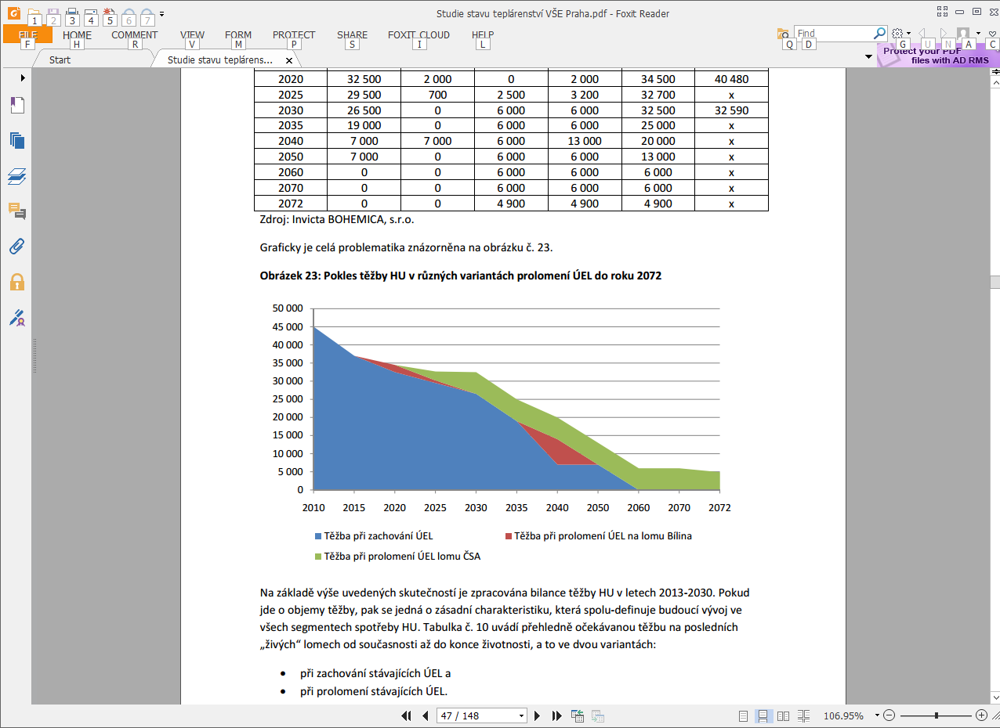 Studie stavu teplárenství VŠE Praha.pdf - Foxit Reader
1 2 3 4 5 6 7
FILE HOME COMMENT VIEW FORM PROTECT SHARE FOXIT CLOUD HELP
Find
F H R V M P S I L Q D G U N A C
Start
Studie stavu teplárens...
Protect your PDF
files with AD RMS
2020 32 500 2 000 0 2 000 34 500 40 480
2025 29 500 700 2 500 3 200 32 700 x
2030 26 500 0 6 000 6 000 32 500 32 590
2035 19 000 0 6 000 6 000 25 000 x
2040 7 000 7 000 6 000 13 000 20 000 x
2050 7 000 0 6 000 6 000 13 000 x
2060 0 0 6 000 6 000 6 000 x
2070 0 0 6 000 6 000 6 000 x
2072 0 0 4 900 4 900 4 900 x
Zdroj: Invicta BOHEMICA, s.r.o.
Graficky je celá problematika znázorněna na obrázku č. 23.
Obrázek 23: Pokles těžby HU v různých variantách prolomení ÚEL do roku 2072
50 000
45 000
40 000
35 000
30 000
25 000
20 000
15 000
10 000
5 000
0
2010 2015 2020 2025 2030 2035 2040 2050 2060 2070 2072
Těžba při zachování ÚEL
Těžba při prolomení ÚEL na lomu Bílina
Těžba při prolomení ÚEL lomu ČSA
Na základě výše uvedených skutečností je zpracována bilance těžby HU v letech 2013-2030. Pokud
jde o objemy těžby, pak se jedná o zásadní charakteristiku, která spolu-definuje budoucí vývoj ve
všech segmentech spotřeby HU. Tabulka č. 10 uvádí přehledně očekávanou těžbu na posledních
„živých“ lomech od současnosti až do konce životnosti, a to ve dvou variantách:
• při zachování stávajících ÚEL a
• při prolomení stávajících ÚEL.
47 / 148
106.95%